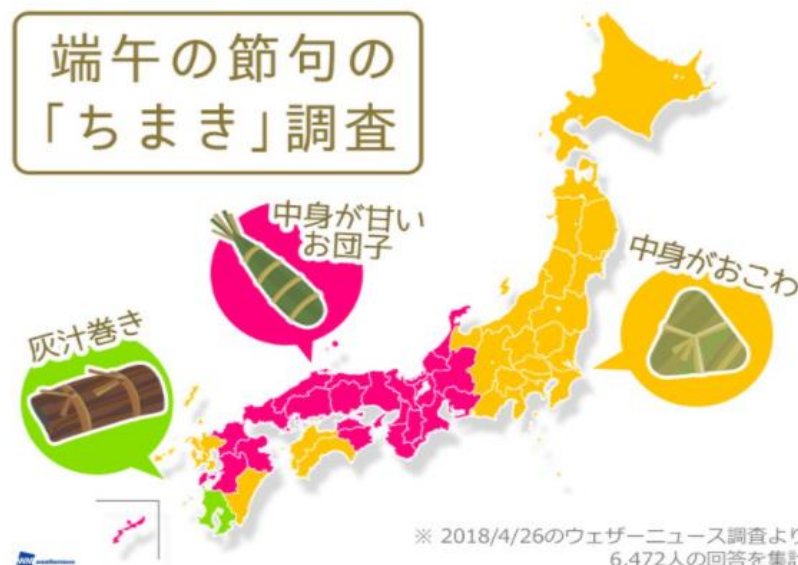 端午の節句の
「ちまき」調査
中身が甘い
お団子
中身がおこわ
灰汁巻き
※ 2018/4/26のウェザーニュース調査より
6,472人の回答を集計
weathernews